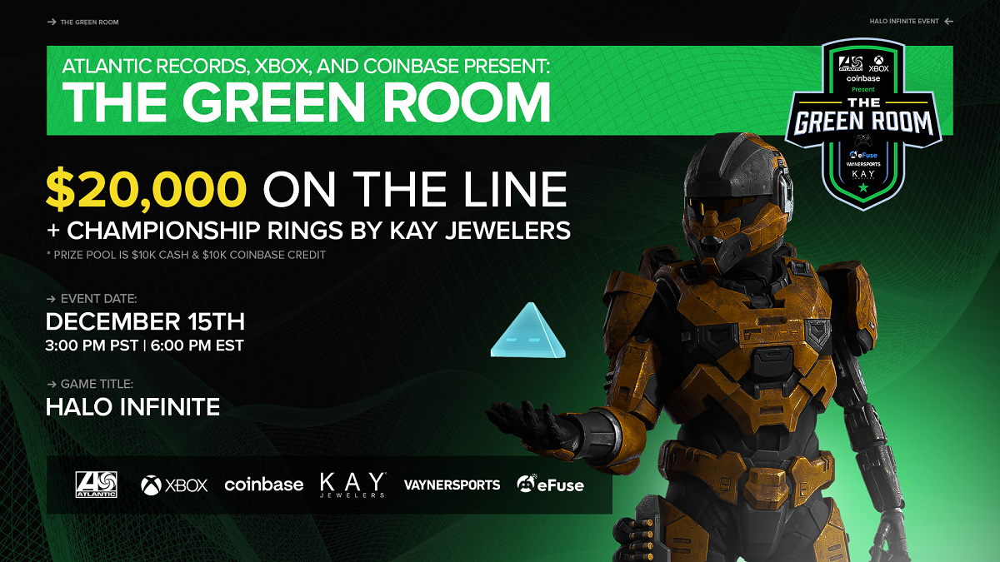 → THE GREEN ROOM
HALO INFINITE EVENT ←
ATLANTIC RECORDS, XBOX, AND COINBASE PRESENT:
THE GREEN ROOM
ATLANTIC
XBOX
coinbase
Present
THE
GREEN ROOM
eFuse
VAYNERSPORTS
KAY
JEWELERS
$20,000 ON THE LINE
+ CHAMPIONSHIP RINGS BY KAY JEWELERS
* PRIZE POOL IS $10K CASH & $10K COINBASE CREDIT
→ EVENT DATE:
DECEMBER 15TH
3:00 PM PST | 6:00 PM EST
→ GAME TITLE:
HALO INFINITE
ATLANTIC
XBOX
coinbase
KAY®
JEWELERS
VAYNERSPORTS
eFuse